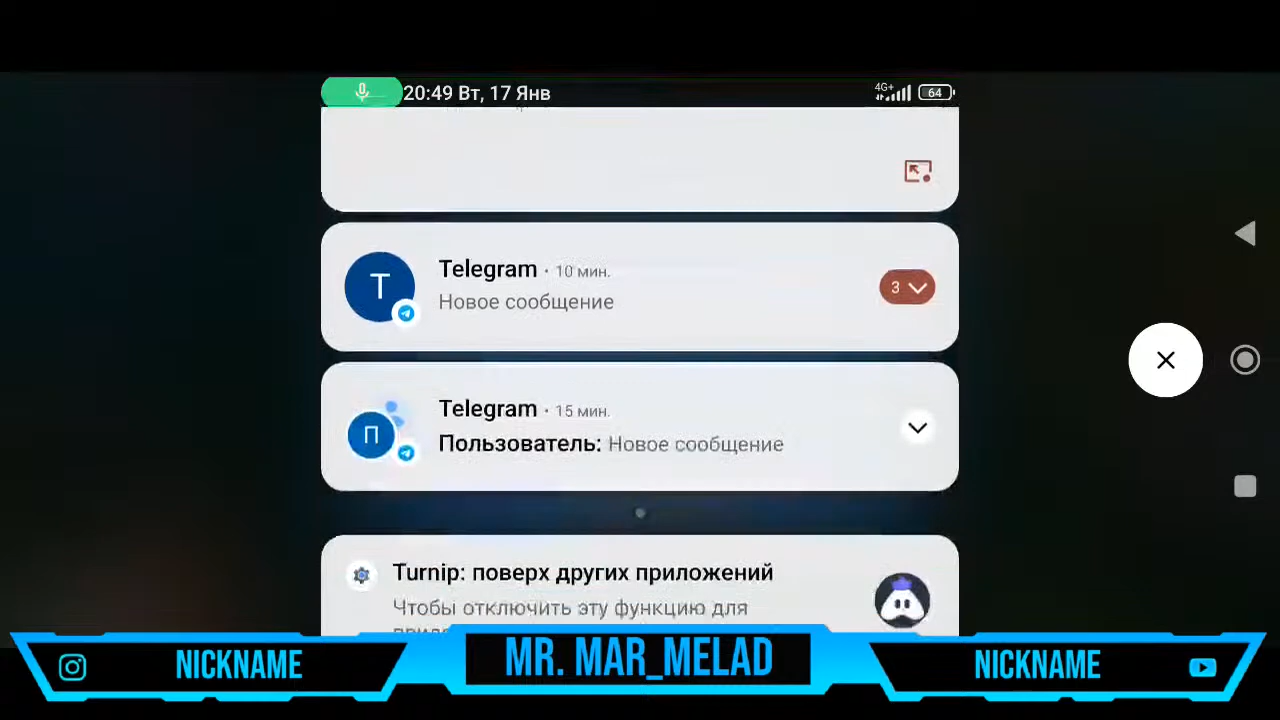 20:49 Вт, 17 Янв
4G+
64
Telegram • 10 мин.
Новое сообщение
3
T
Telegram • 15 мин.
Пользователь: Новое сообщение
П
Turnip: поверх других приложений
Чтобы отключить эту функцию для
NICKNAME
MR. MAR_MELAD
NICKNAME